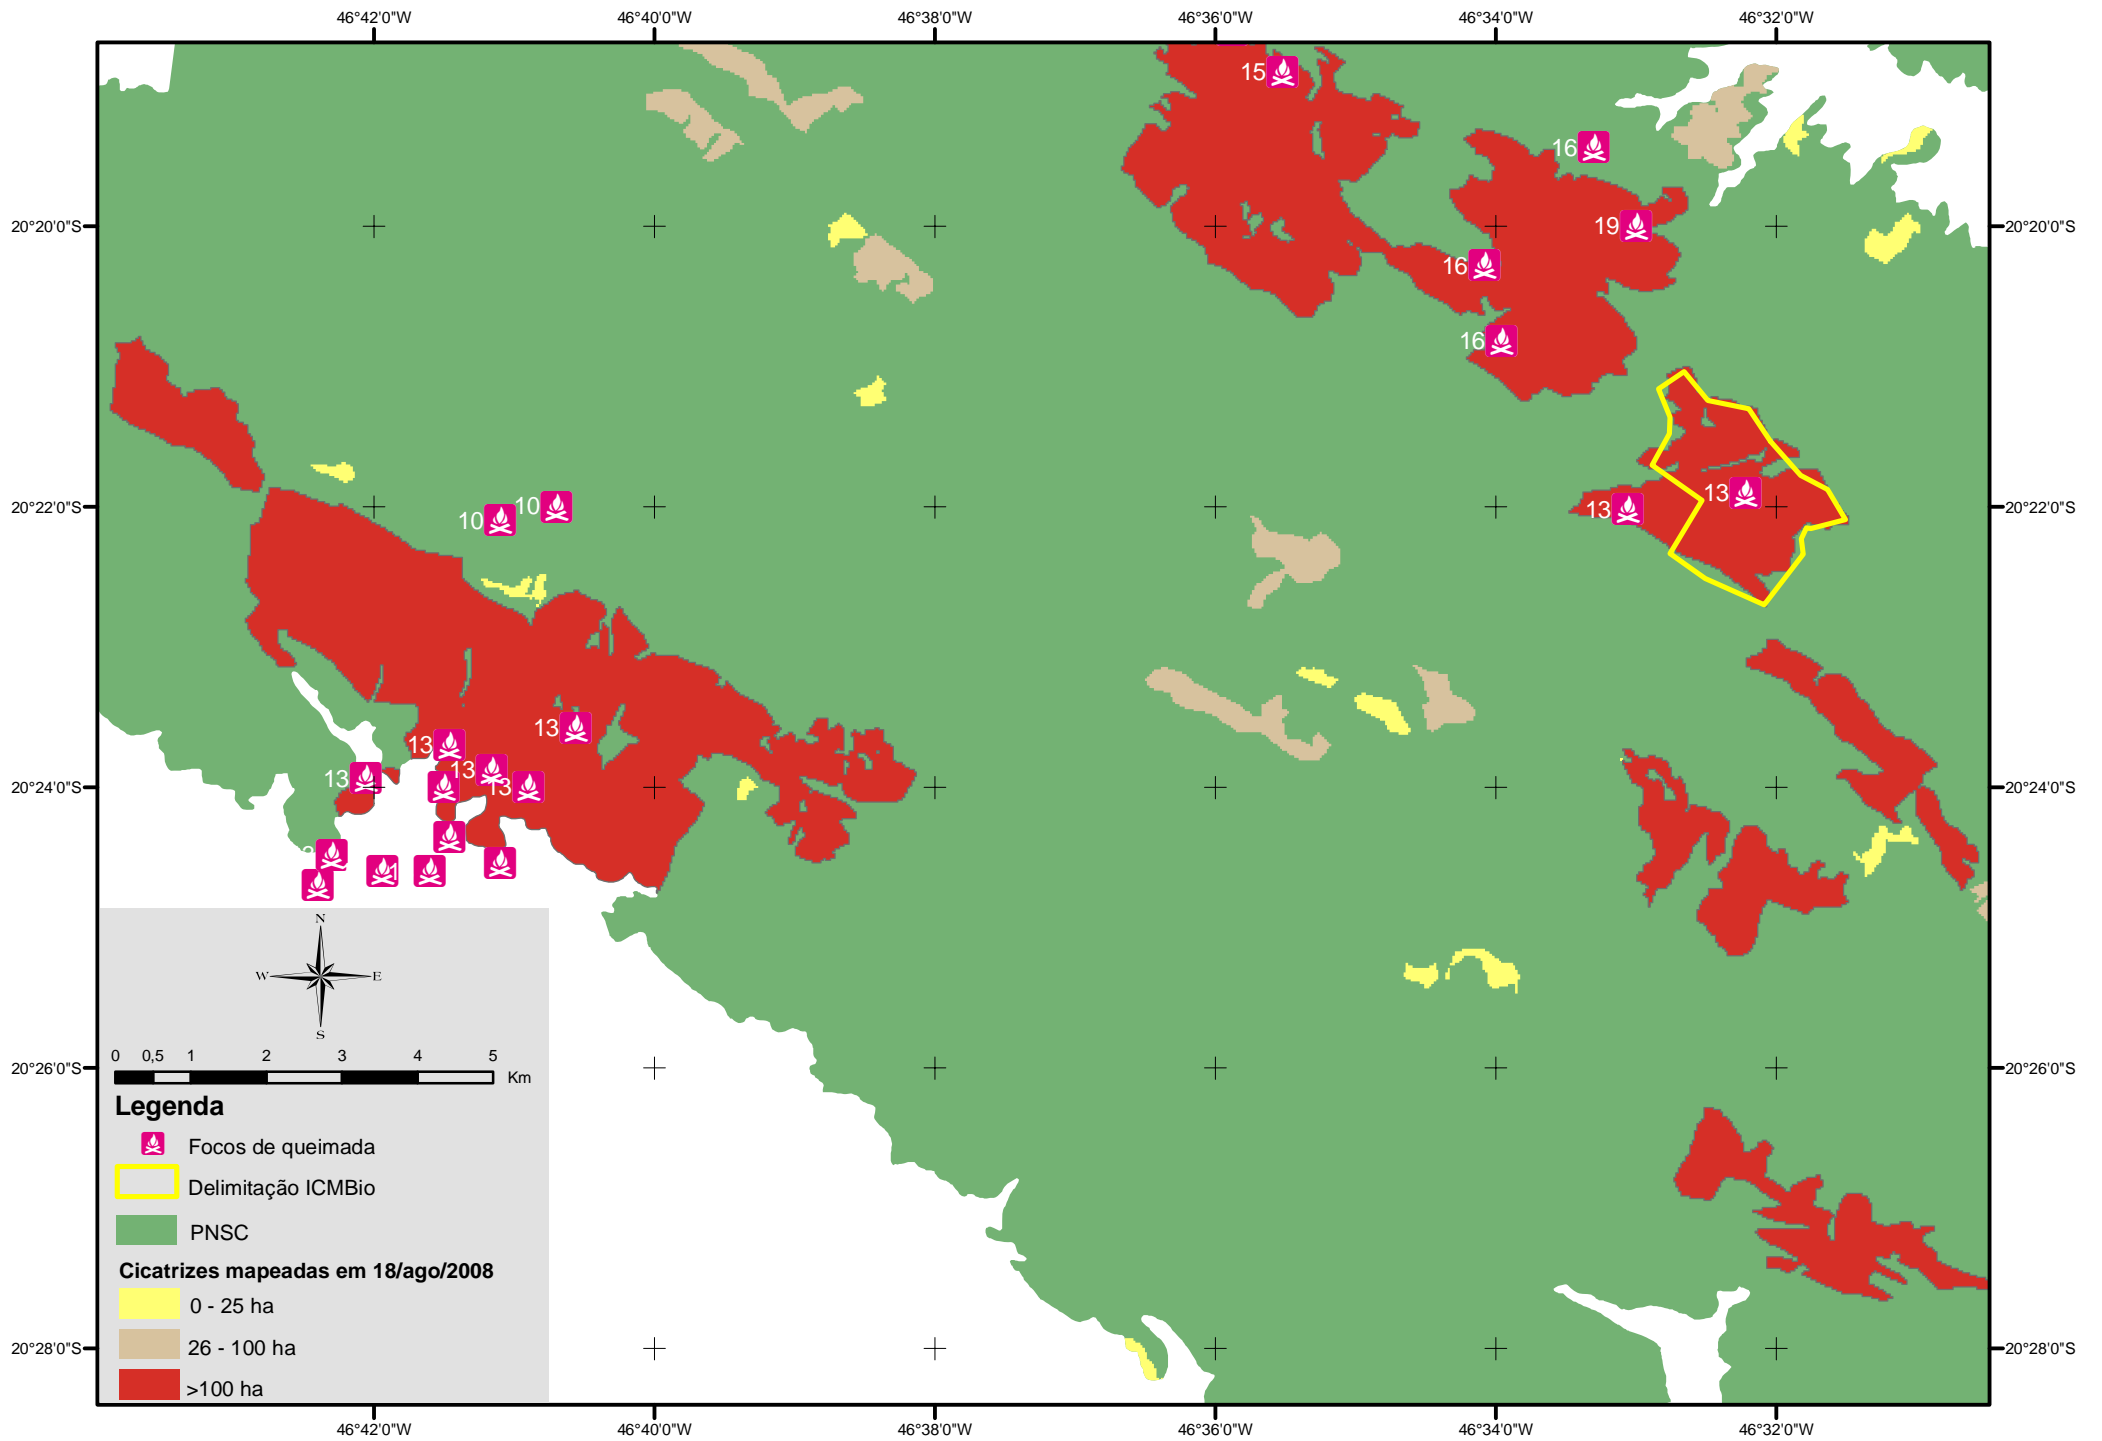 46°42'0"W 46°40'0"W 46°38'0"W 46°36'0"W 46°34'0"W 46°32'0"W
15
16
20°20'0"S 19 20°20'0"S
16
16
13
20°22'0"S 10 10 13 20°22'0"S
13
13
13
13
20°24'0"S 13 20°24'0"S
N
W E
S
0 0,5 1 2 3 4 5
Km
20°26'0"S 20°26'0"S
Legenda
Focos de queimada
Delimitação ICMBio
PNSC
Cicatrizes mapeadas em 18/ago/2008
0 - 25 ha
26 - 100 ha
20°28'0"S 20°28'0"S
>100 ha
46°42'0"W 46°40'0"W 46°38'0"W 46°36'0"W 46°34'0"W 46°32'0"W